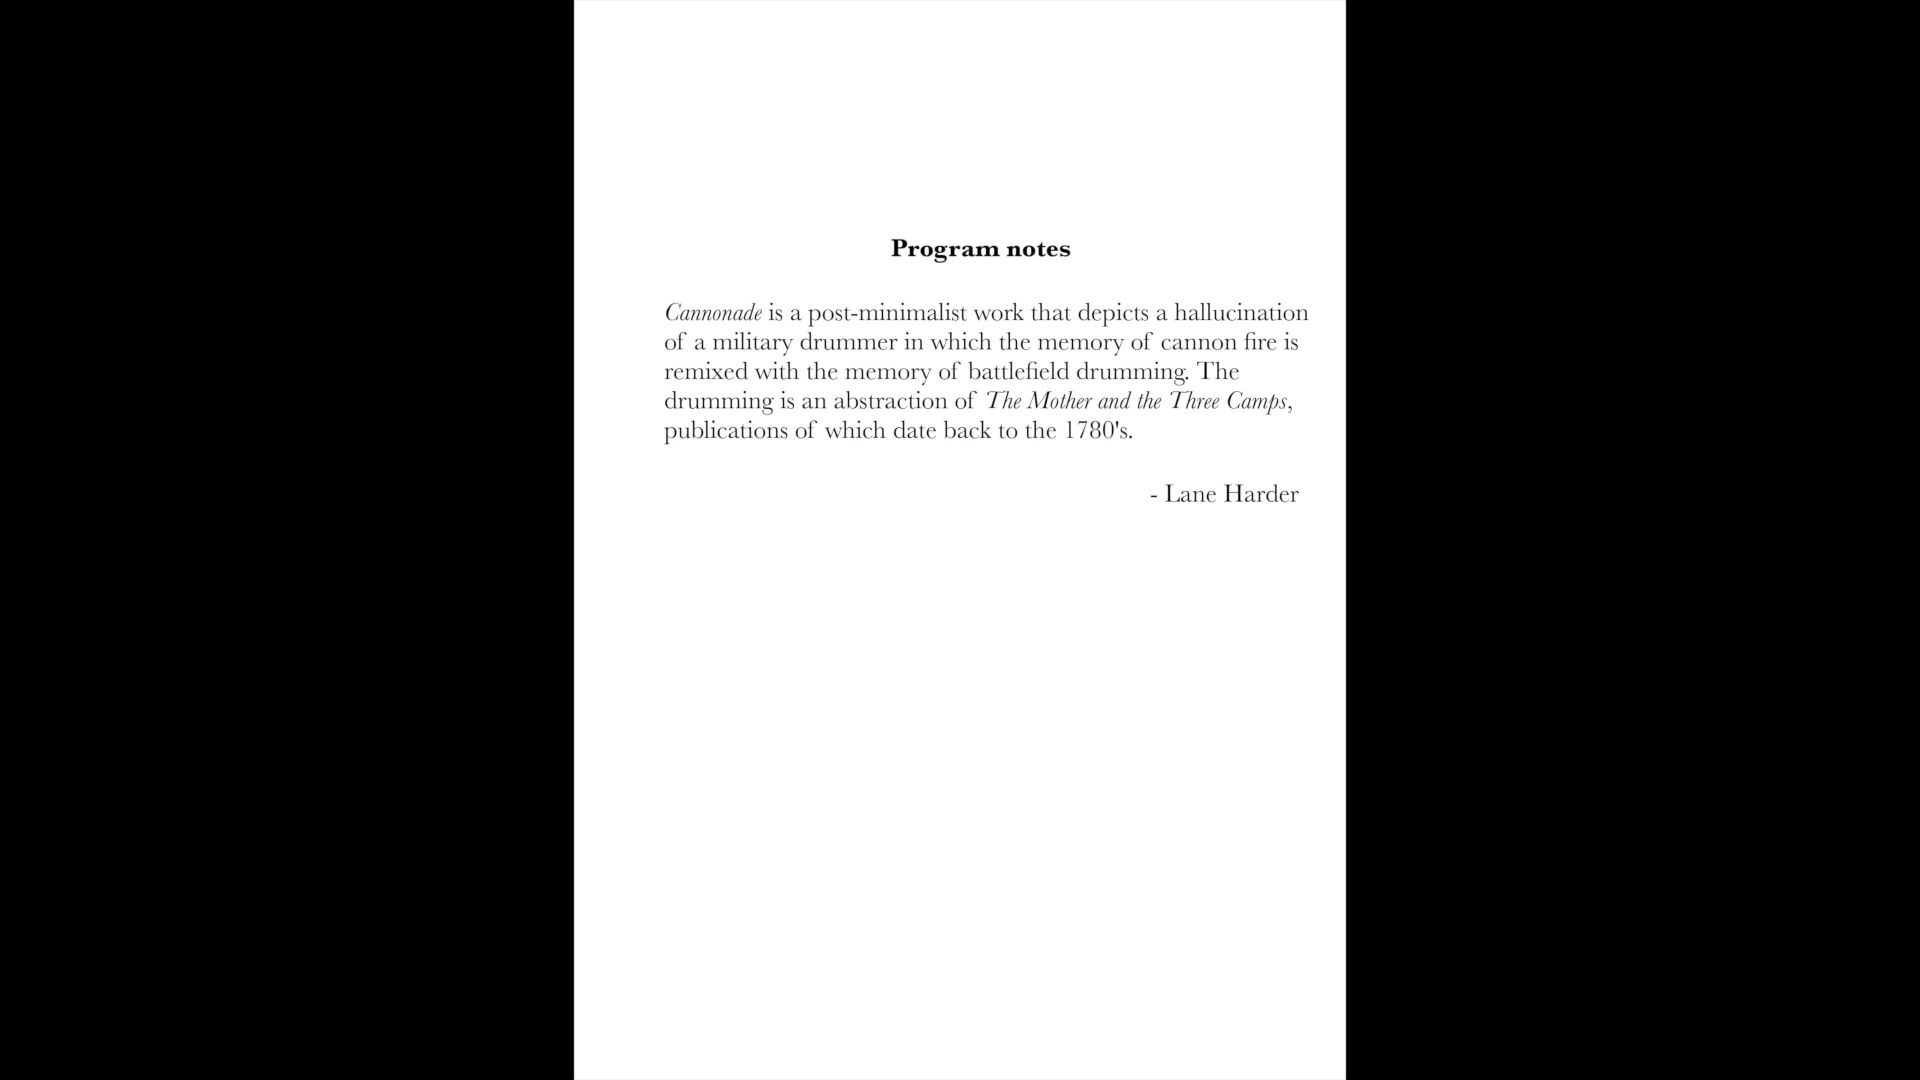 Program notes
Cannonade is a post-minimalist work that depicts a hallucination
of a military drummer in which the memory of cannon fire is
remixed with the memory of battlefield drumming. The
drumming is an abstraction of The Mother and the Three Camps,
publications of which date back to the 1780's.
- Lane Harder